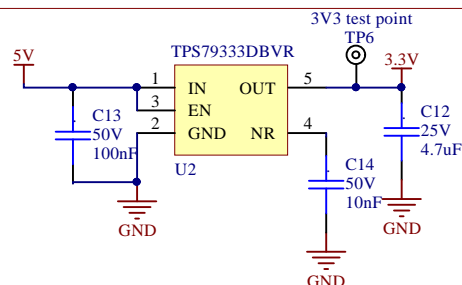 3V3 test point
TP6
5V
TPS79333DBVR
3.3V
1
IN
OUT
5
3
EN
2
GND
NR
4
U2
C13
50V
100nF
C12
25V
4.7uF
C14
50V
10nF
GND
GND
GND